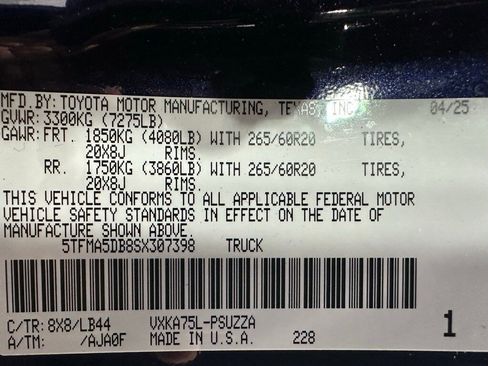 MFD. BY: TOYOTA MOTOR MANUFACTURING, TEXAS, INC. 04/25
GVWR: 3300KG (7275LB)
GAWR: FRT. 1850KG (4080LB) WITH 265/60R20 TIRES,
20X8J RIMS.
RR. 1750KG (3860LB) WITH 265/60R20 TIRES,
20X8J RIMS.
THIS VEHICLE CONFORMS TO ALL APPLICABLE FEDERAL MOTOR
VEHICLE SAFETY STANDARDS IN EFFECT ON THE DATE OF
MANUFACTURE SHOWN ABOVE.
5TFMA5DB8SX307398 TRUCK
C/TR: 8X8/LB44 VXKA75L-PSUZZA 1
A/TM: /AJA0F MADE IN U.S.A. 228